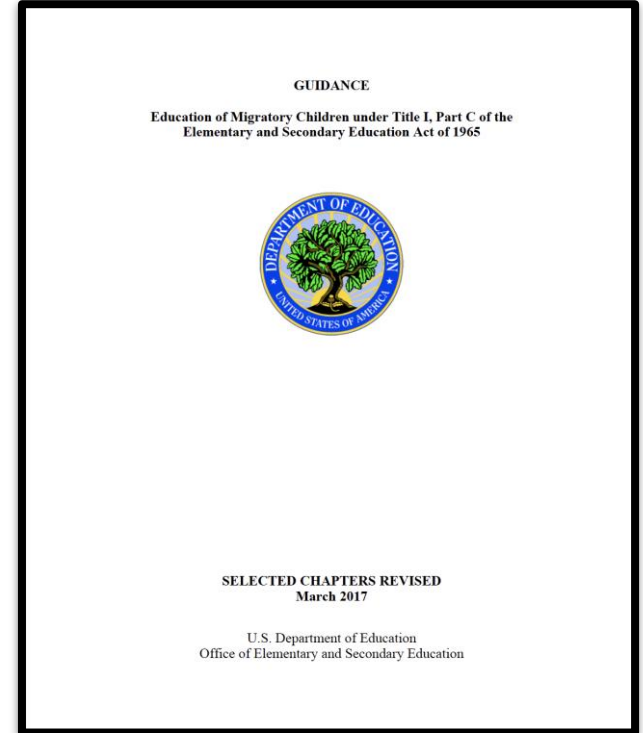 GUIDANCE
Education of Migratory Children under Title I, Part C of the
Elementary and Secondary Education Act of 1965
DEPARTMENT OF EDUCATION
UNITED STATES OF AMERICA
SELECTED CHAPTERS REVISED
March 2017
U.S. Department of Education
Office of Elementary and Secondary Education